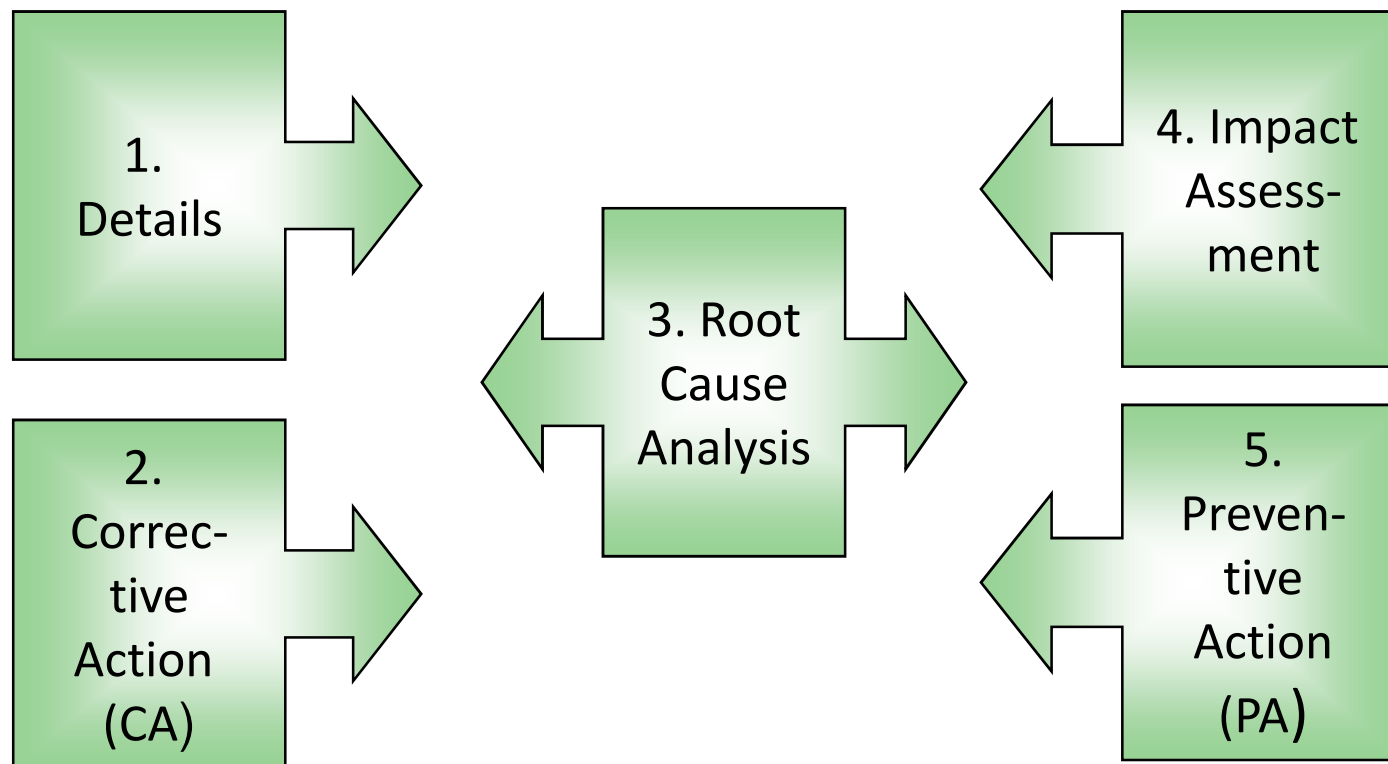 1.
Details
2.
Correc-
tive
Action
(CA)
3. Root
Cause
Analysis
4. Impact
Assess-
ment
5.
Preven-
tive
Action
(PA)